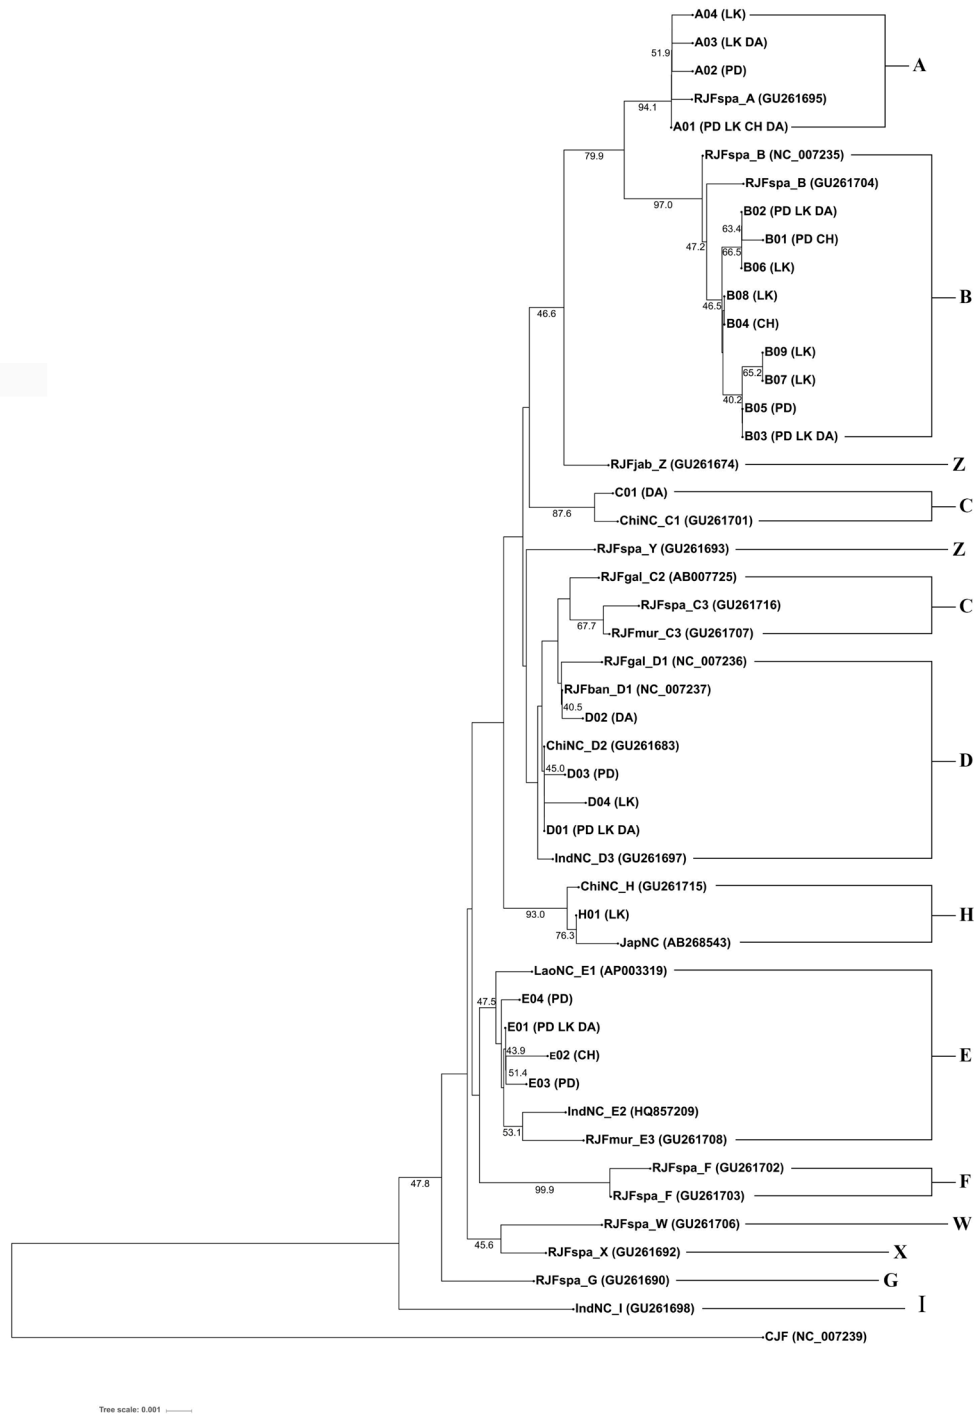 A04 (LK)
A03 (LK DA)
51.9
A
A02 (PD)
RJFspa_A (GU261695)
94.1
A01 (PD LK CH DA)
79.9
RJFspa_B (NC_007235)
RJFspa_B (GU261704)
97.0
B02 (PD LK DA)
63.4
B01 (PD CH)
47.2
66.5
B06 (LK)
B08 (LK)
B
46.5
46.6
B04 (CH)
B09 (LK)
65.2
B07 (LK)
40.2
B05 (PD)
B03 (PD LK DA)
RJFjab_Z (GU261674)
Z
C01 (DA)
C
87.6
ChiNC_C1 (GU261701)
RJFspa_Y (GU261693)
Z
RJFgal_C2 (AB007725)
RJFspa_C3 (GU261716)
C
67.7
RJFmur_C3 (GU261707)
RJFgal_D1 (NC_007236)
RJFban_D1 (NC_007237)
40.5
D02 (DA)
ChiNC_D2 (GU261683)
D
45.0
D03 (PD)
D04 (LK)
D01 (PD LK DA)
IndNC_D3 (GU261697)
ChiNC_H (GU261715)
93.0
H01 (LK)
H
76.3
JapNC (AB268543)
LaoNC_E1 (AP003319)
47.5
E04 (PD)
E01 (PD LK DA)
43.9
E02 (CH)
E
51.4
E03 (PD)
IndNC_E2 (HQ857209)
53.1
RJFmur_E3 (GU261708)
RJFspa_F (GU261702)
47.8
99.9
F
RJFspa_F (GU261703)
RJFspa_W (GU261706)
W
45.6
RJFspa_X (GU261692)
X
RJFspa_G (GU261690)
G
IndNC_I (GU261698)
I
CJF (NC_007239)
Tree scale: 0.001